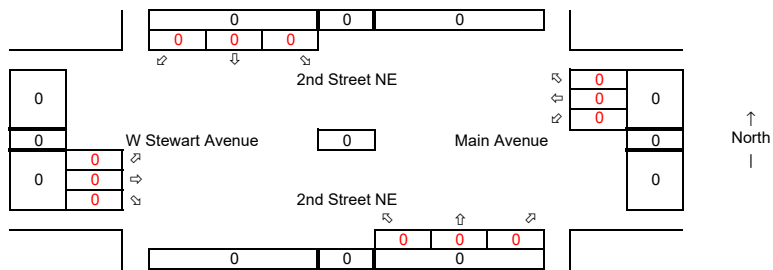 0 0 0
0 0 0
↙ ⇩ ↘
2nd Street NE
↖ 0
0 ⇦ 0 0
↙ 0
0 W Stewart Avenue 0 Main Avenue 0
↑
North
|
0 ↗
0 0 ⇨ 0
0 ↘
2nd Street NE
↖ ⇧ ↗
0 0 0
0 0 0